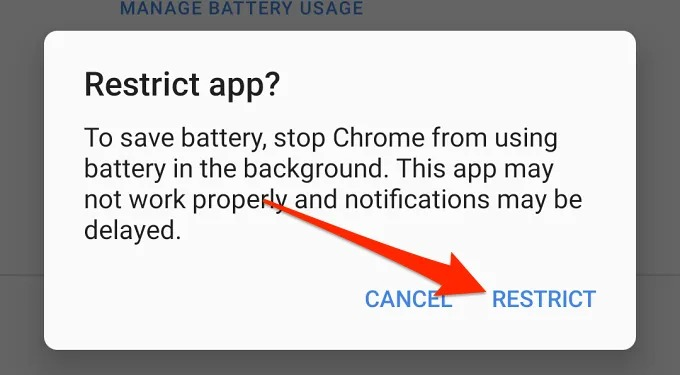 MANAGE BATTERY USAGE
Restrict app?
To save battery, stop Chrome from using
battery in the background. This app may
not work properly and notifications may be
delayed.
CANCEL RESTRICT